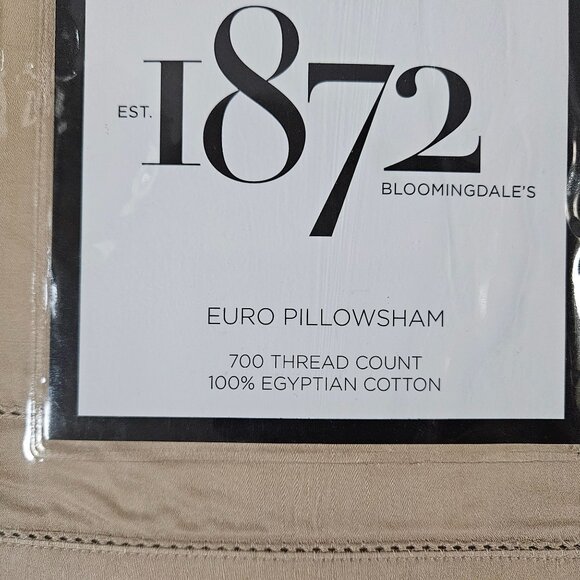 EST. 1872
BLOOMINGDALE'S
EURO PILLOWSHAM
700 THREAD COUNT
100% EGYPTIAN COTTON